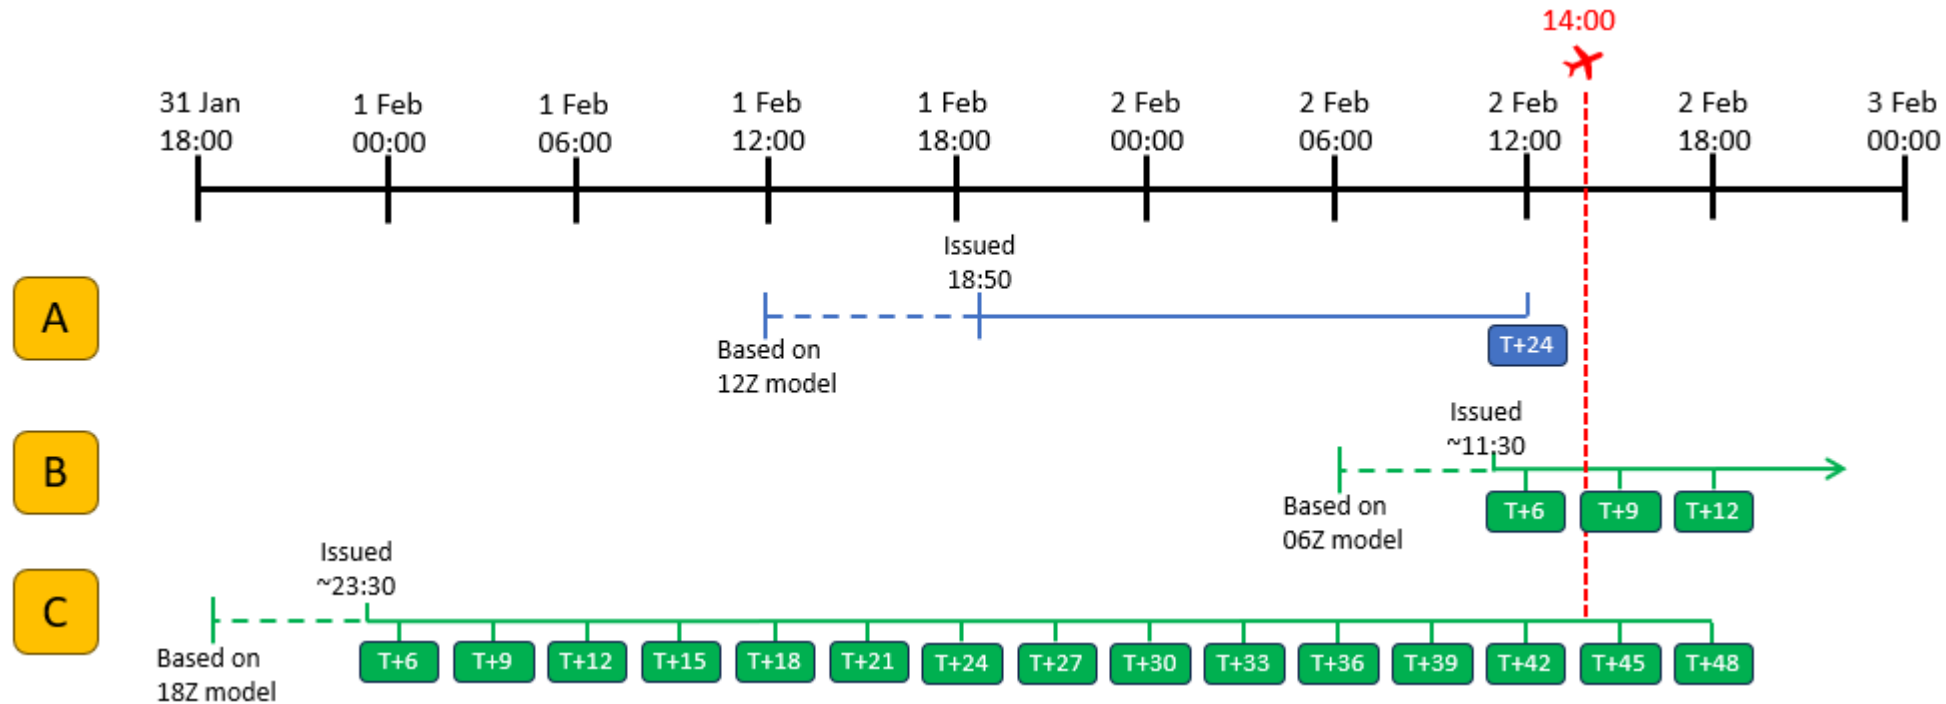 14:00
31 Jan 1 Feb 1 Feb 1 Feb 1 Feb 2 Feb 2 Feb 2 Feb 2 Feb 3 Feb
18:00 00:00 06:00 12:00 18:00 00:00 06:00 12:00 18:00 00:00
Issued
18:50
A
T+24
Based on
12Z model
Issued
~11:30
B
T+6 T+9 T+12
Based on
06Z model
Issued
~23:30
C
T+6 T+9 T+12 T+15 T+18 T+21 T+24 T+27 T+30 T+33 T+36 T+39 T+42 T+45 T+48
Based on
18Z model